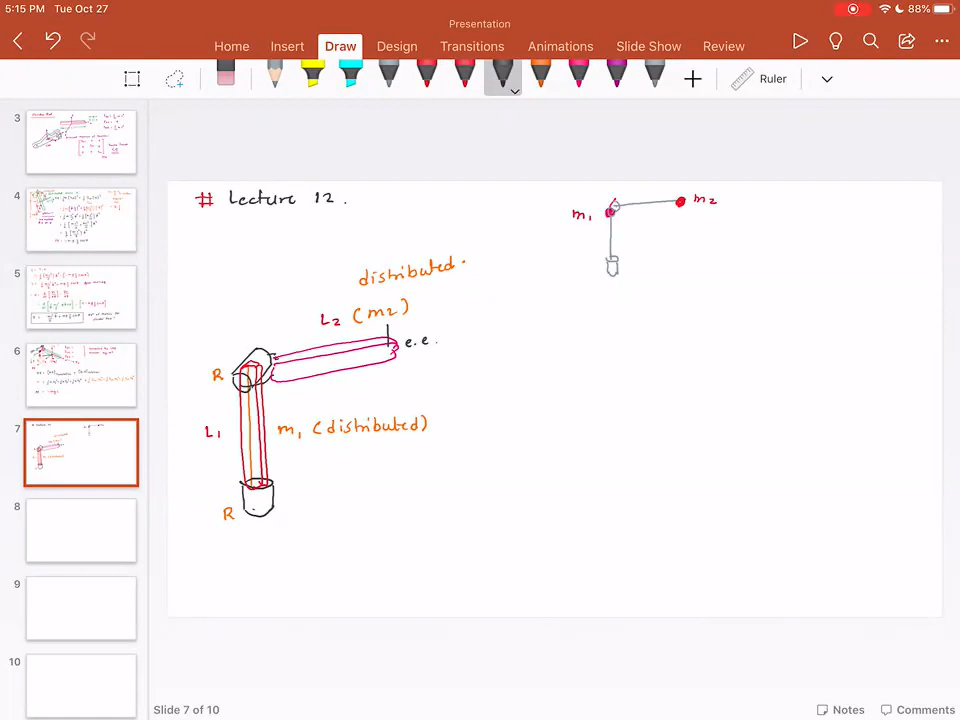 5:15 PM Tue Oct 27
88%
Presentation
Home Insert Draw Design Transitions Animations Slide Show Review
Ruler
3
4
5
6
7
8
9
10
# Lecture 12.
m1 m2
distributed.
L2 (m2)
e.e.
R
L1 m1 (distributed)
R
Slide 7 of 10
Notes Comments